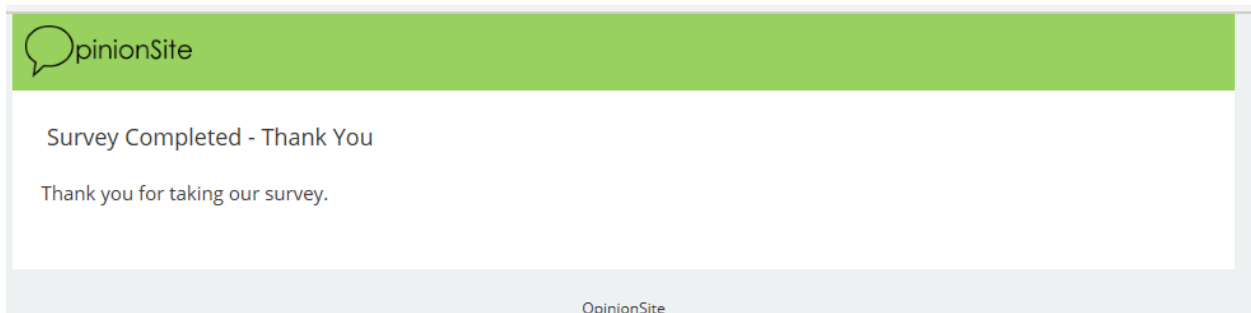 OpinionSite
Survey Completed - Thank You
Thank you for taking our survey.
OpinionSite